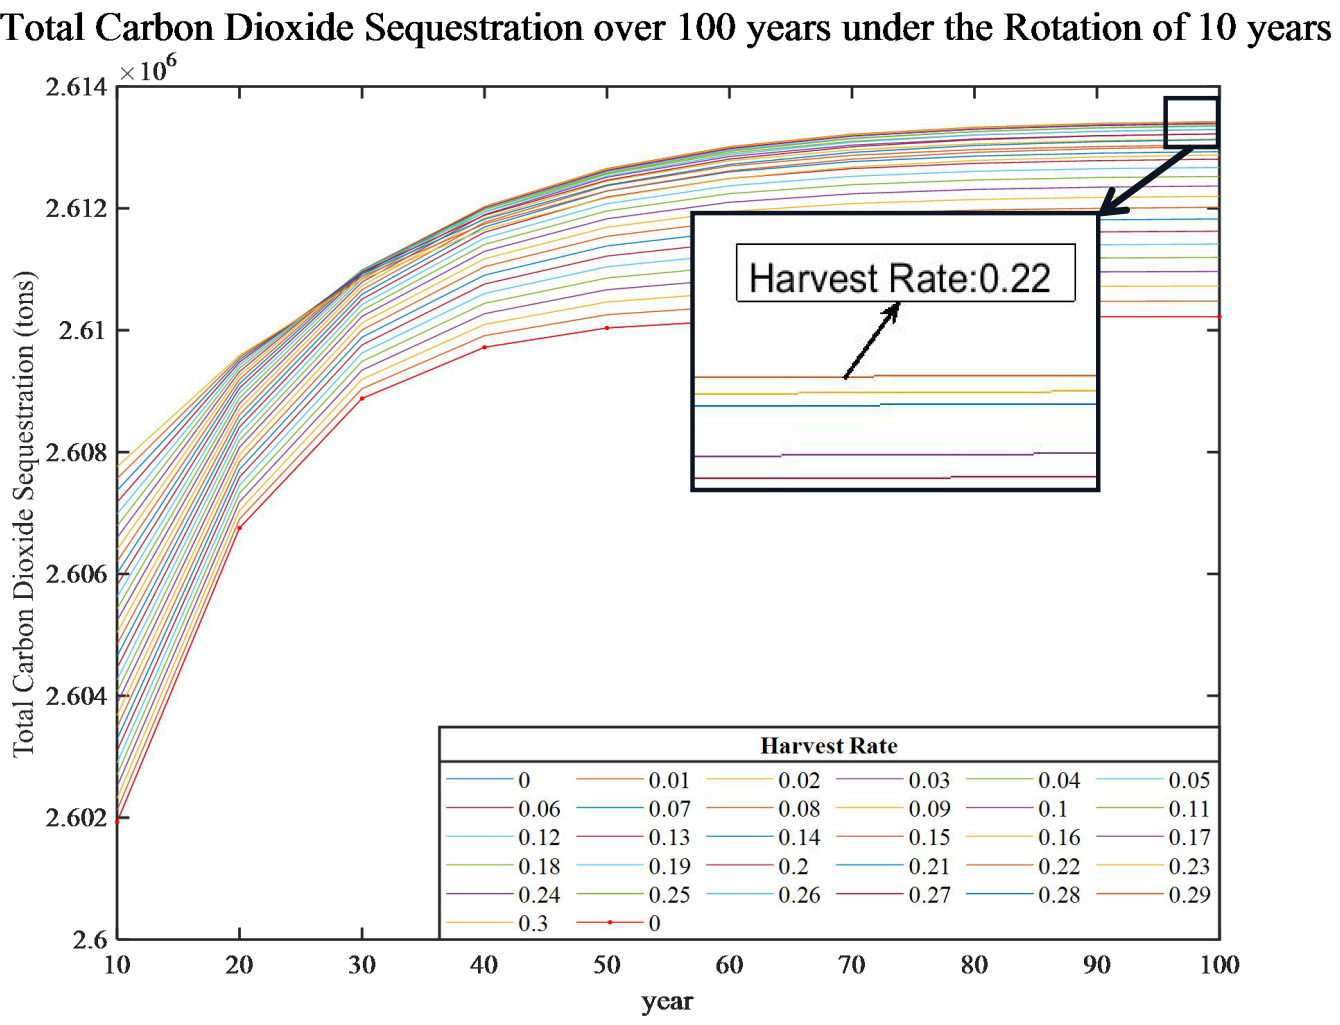 Total Carbon Dioxide Sequestration over 100 years under the Rotation of 10 years
×10⁶
2.614
2.612
2.61
2.608
2.606
2.604
2.602
2.6
Total Carbon Dioxide Sequestration (tons)
Harvest Rate:0.22
Harvest Rate
0 0.01 0.02 0.03 0.04 0.05
0.06 0.07 0.08 0.09 0.1 0.11
0.12 0.13 0.14 0.15 0.16 0.17
0.18 0.19 0.2 0.21 0.22 0.23
0.24 0.25 0.26 0.27 0.28 0.29
0.3 0
10 20 30 40 50 60 70 80 90 100
year